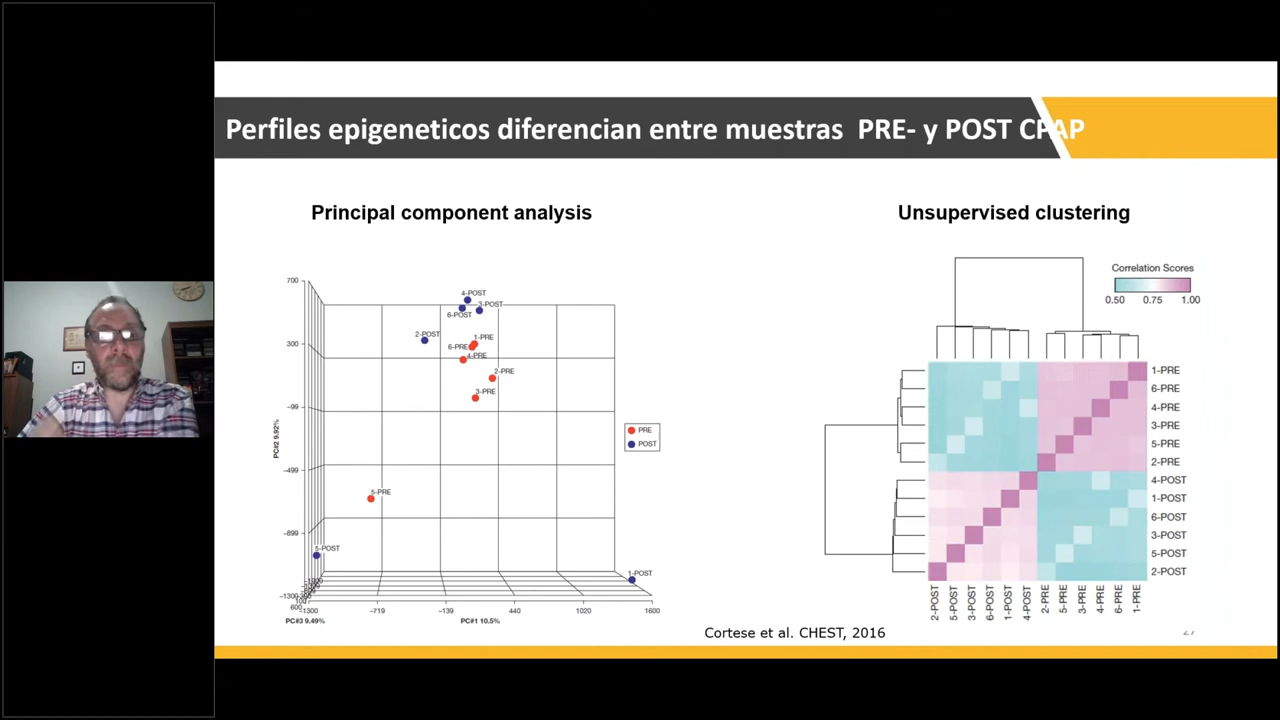 Perfiles epigeneticos diferencian entre muestras PRE- y POST CPAP
Principal component analysis
700
300
-99
-499
-899
-1300
PC#2 9.92%
4-POST
3-POST
6-POST
2-POST
1-PRE
6-PRE
4-PRE
2-PRE
3-PRE
5-PRE
5-POST
1-POST
PRE
POST
600
-1300
-719
-139
440
1020
1600
PC#3 9.49%
PC#1 10.5%
Unsupervised clustering
Correlation Scores
0.50 0.75 1.00
1-PRE
6-PRE
4-PRE
3-PRE
5-PRE
2-PRE
4-POST
1-POST
6-POST
3-POST
5-POST
2-POST
2-POST
5-POST
3-POST
6-POST
1-POST
4-POST
2-PRE
5-PRE
3-PRE
4-PRE
6-PRE
1-PRE
Cortese et al. CHEST, 2016